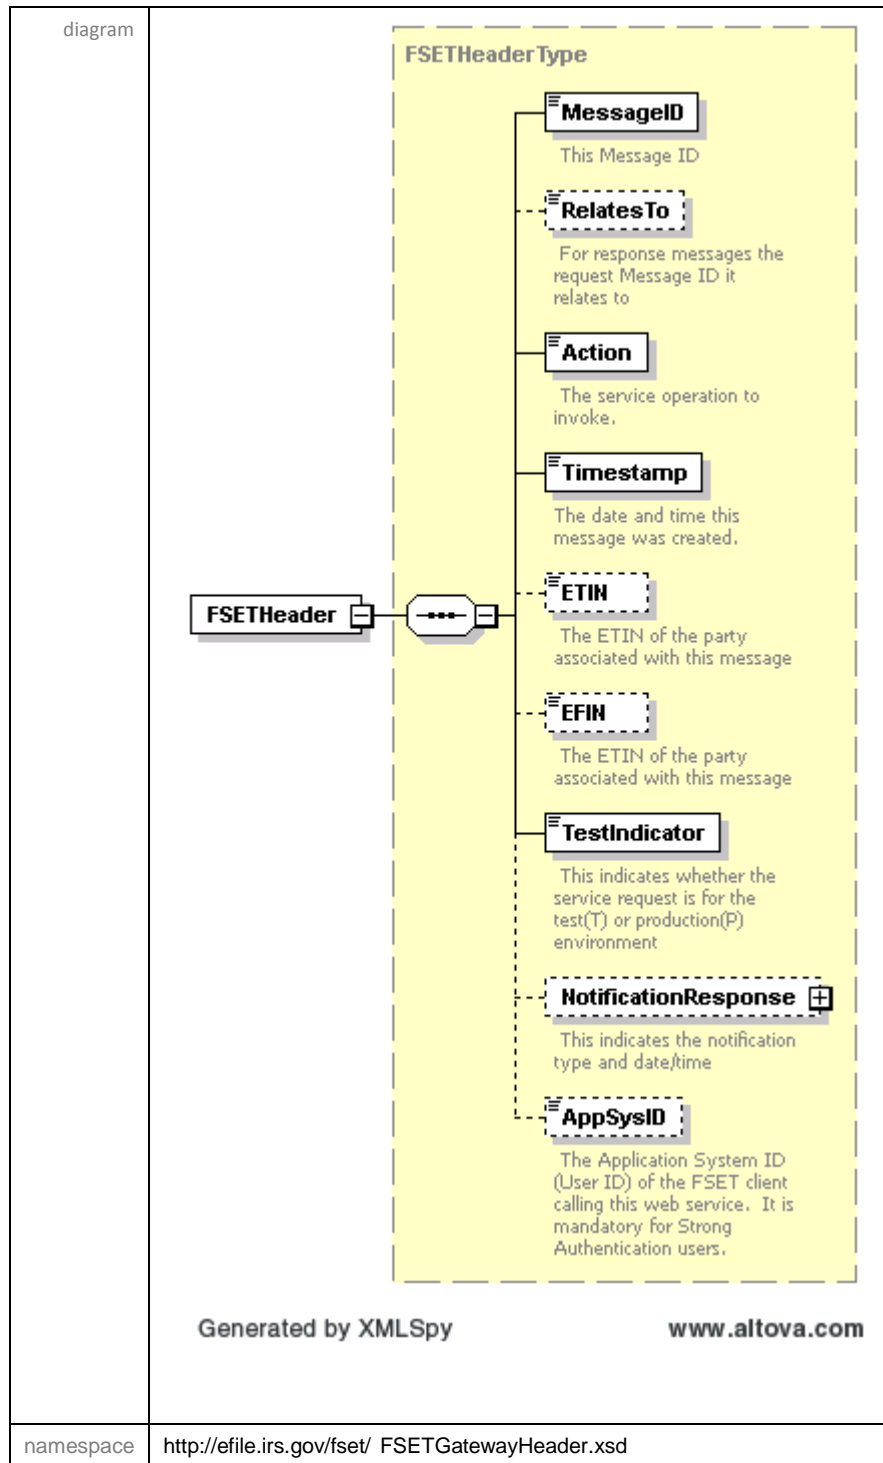 diagram
FSETHeaderType
MessageID
This Message ID
RelatesTo
For response messages the
request Message ID it
relates to
Action
The service operation to
invoke.
Timestamp
The date and time this
message was created.
ETIN
The ETIN of the party
associated with this message
FSETHeader
EFIN
The ETIN of the party
associated with this message
TestIndicator
This indicates whether the
service request is for the
test(T) or production(P)
environment
NotificationResponse
This indicates the notification
type and date/time
AppSysID
The Application System ID
(User ID) of the FSET client
calling this web service. It is
mandatory for Strong
Authentication users.
Generated by XMLSpy
www.altova.com
namespace
http://efile.irs.gov/fset/ FSETGatewayHeader.xsd